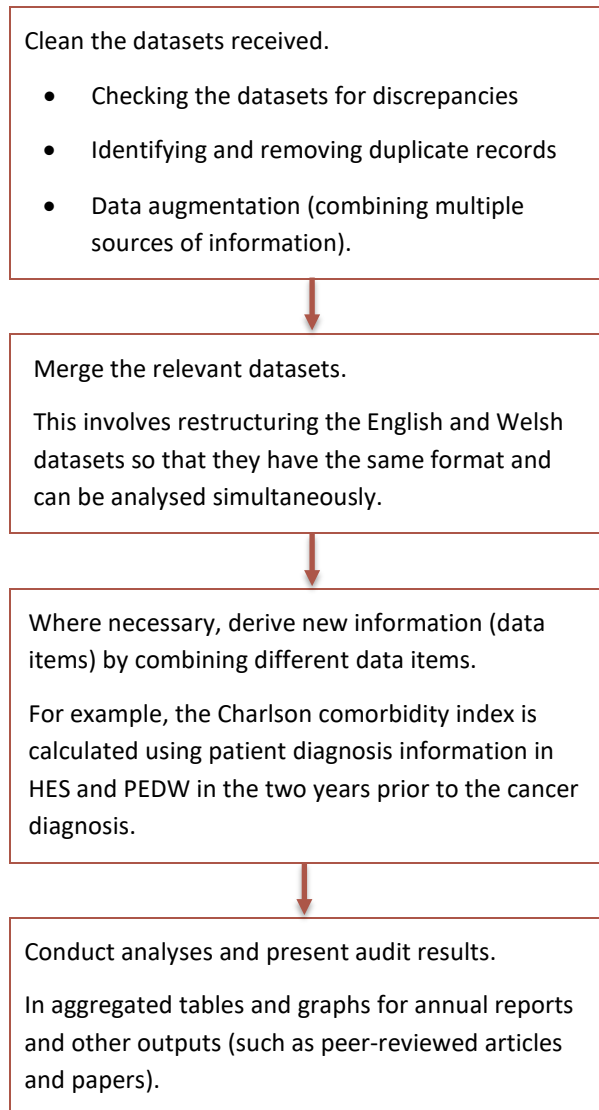 Clean the datasets received.
• Checking the datasets for discrepancies
• Identifying and removing duplicate records
• Data augmentation (combining multiple
sources of information).
Merge the relevant datasets.
This involves restructuring the English and Welsh
datasets so that they have the same format and
can be analysed simultaneously.
Where necessary, derive new information (data
items) by combining different data items.
For example, the Charlson comorbidity index is
calculated using patient diagnosis information in
HES and PEDW in the two years prior to the cancer
diagnosis.
Conduct analyses and present audit results.
In aggregated tables and graphs for annual reports
and other outputs (such as peer-reviewed articles
and papers).